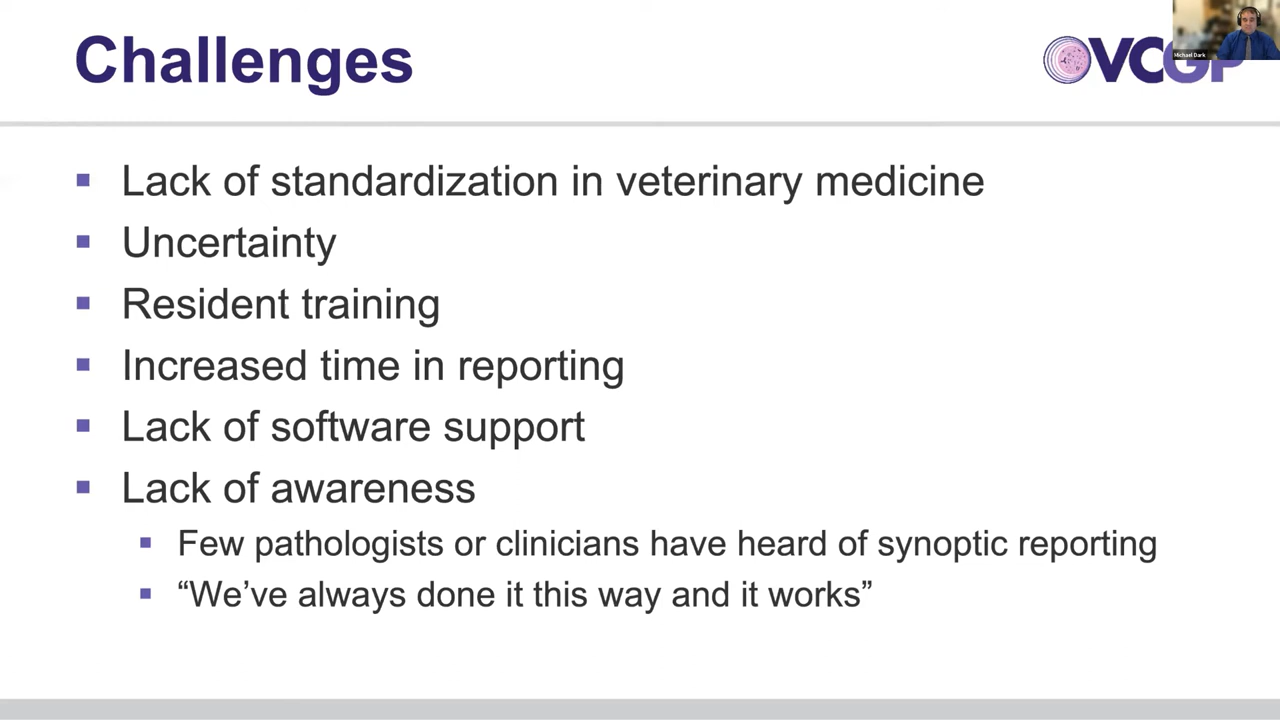 Challenges
VCGP
Michael Dark
Lack of standardization in veterinary medicine
Uncertainty
Resident training
Increased time in reporting
Lack of software support
Lack of awareness
Few pathologists or clinicians have heard of synoptic reporting
“We’ve always done it this way and it works”